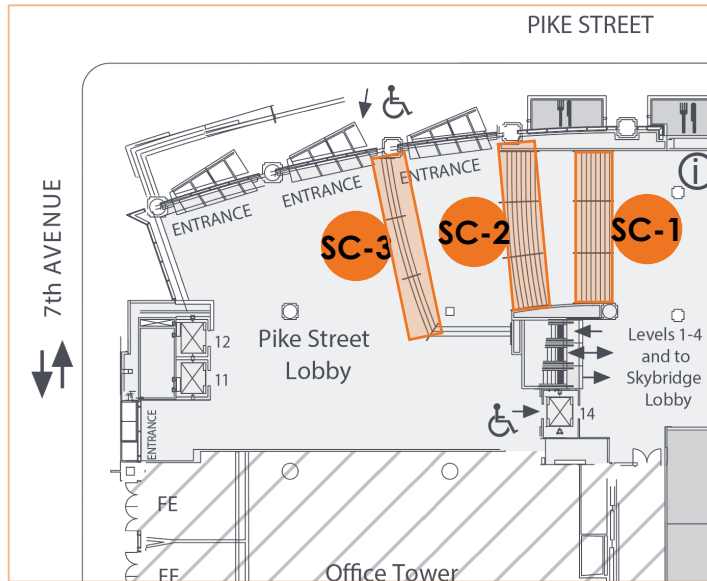 PIKE STREET
7th AVENUE
ENTRANCE
ENTRANCE
ENTRANCE
i
SC-3
SC-2
SC-1
12
11
Pike Street
Lobby
Levels 1-4
and to
Skybridge
Lobby
14
ENTRANCE
FE
FE
Office Tower